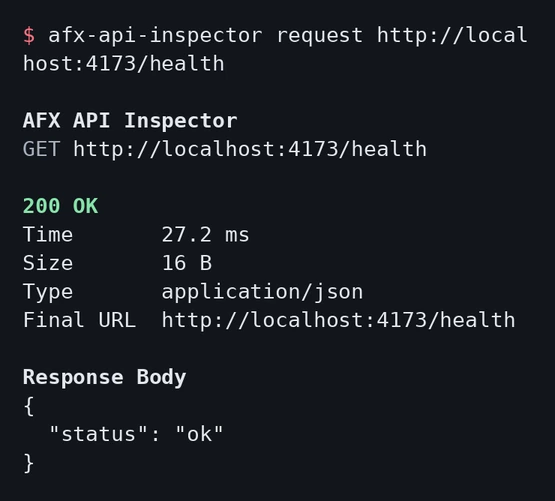 $ afx-api-inspector request http://local
host:4173/health
AFX API Inspector
GET http://localhost:4173/health
200 OK
Time       27.2 ms
Size       16 B
Type       application/json
Final URL  http://localhost:4173/health
Response Body
{
  "status": "ok"
}